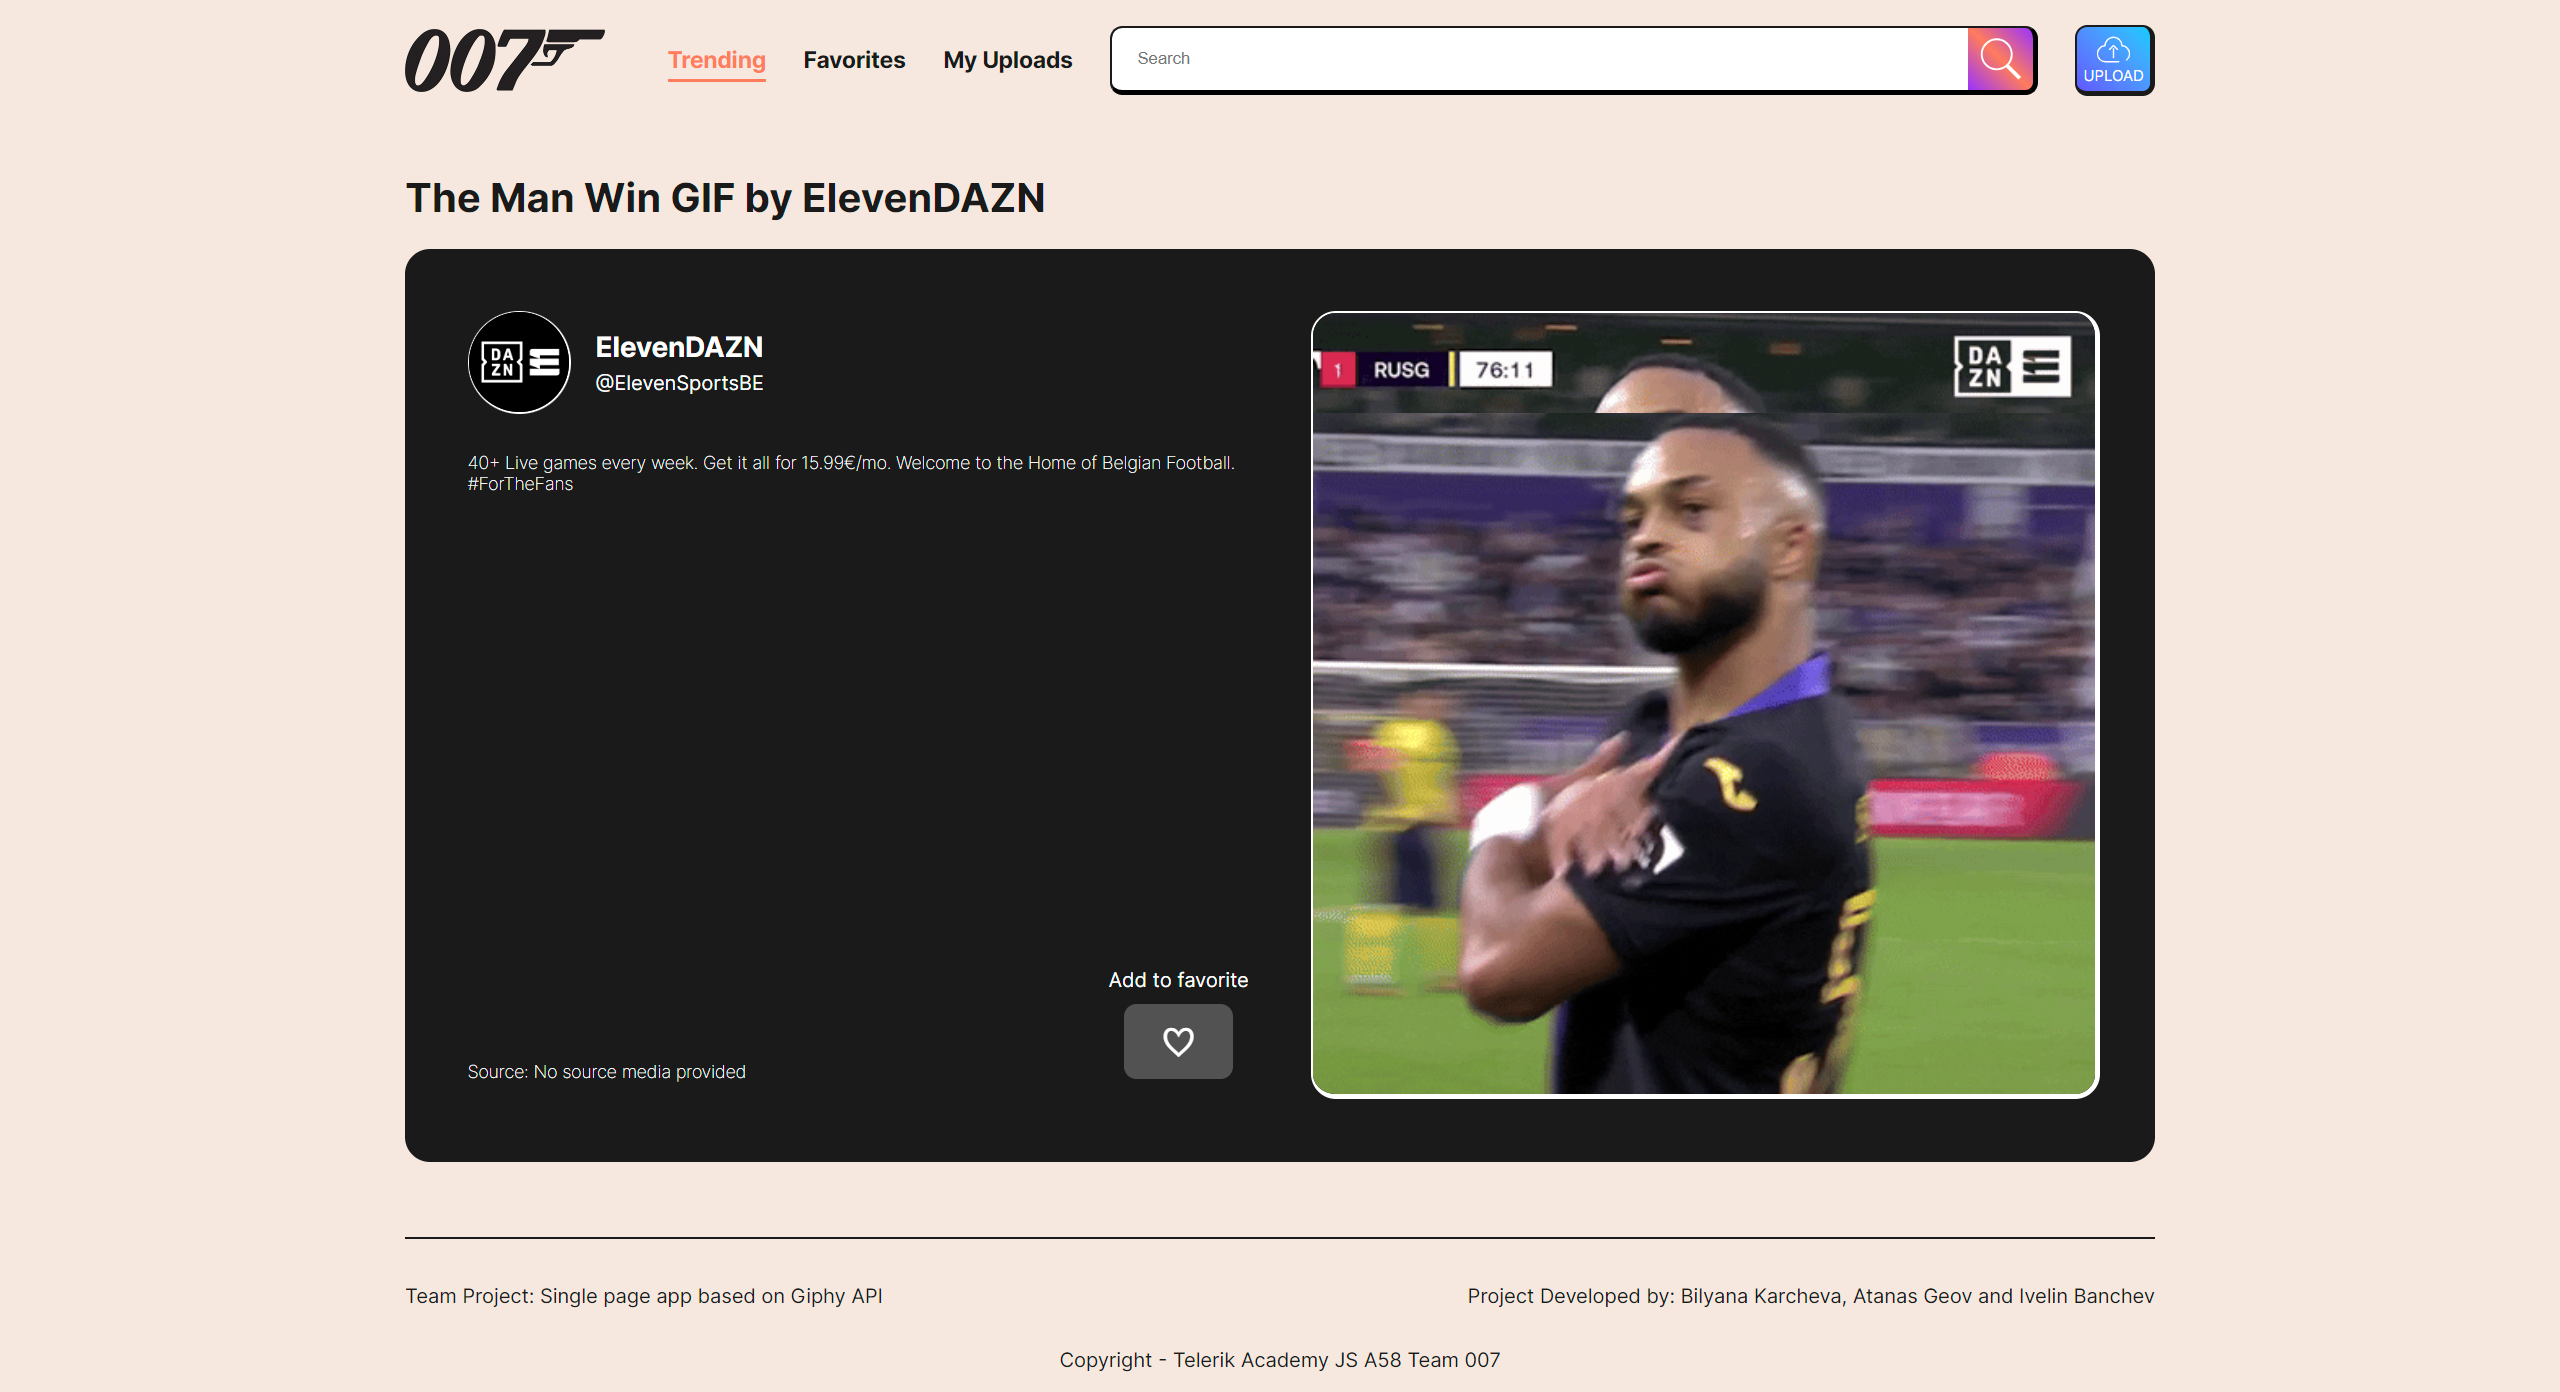 007
Trending
Favorites
My Uploads
Search
UPLOAD
The Man Win GIF by ElevenDAZN
DA
ZN
ElevenDAZN
@ElevenSportsBE
40+ Live games every week. Get it all for 15.99€/mo. Welcome to the Home of Belgian Football.
#ForTheFans
Add to favorite
Source: No source media provided
1 RUSG 76:11
DA
ZN
Team Project: Single page app based on Giphy API
Project Developed by: Bilyana Karcheva, Atanas Geov and Ivelin Banchev
Copyright - Telerik Academy JS A58 Team 007